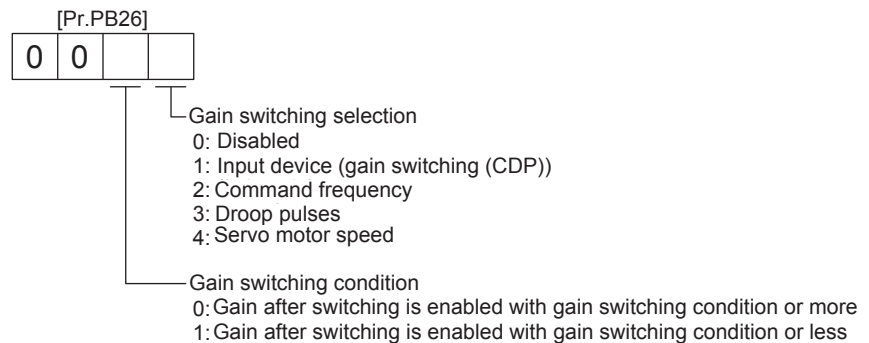 [Pr.PB26]
0 0
Gain switching selection
0: Disabled
1: Input device (gain switching (CDP))
2: Command frequency
3: Droop pulses
4: Servo motor speed
Gain switching condition
0: Gain after switching is enabled with gain switching condition or more
1: Gain after switching is enabled with gain switching condition or less